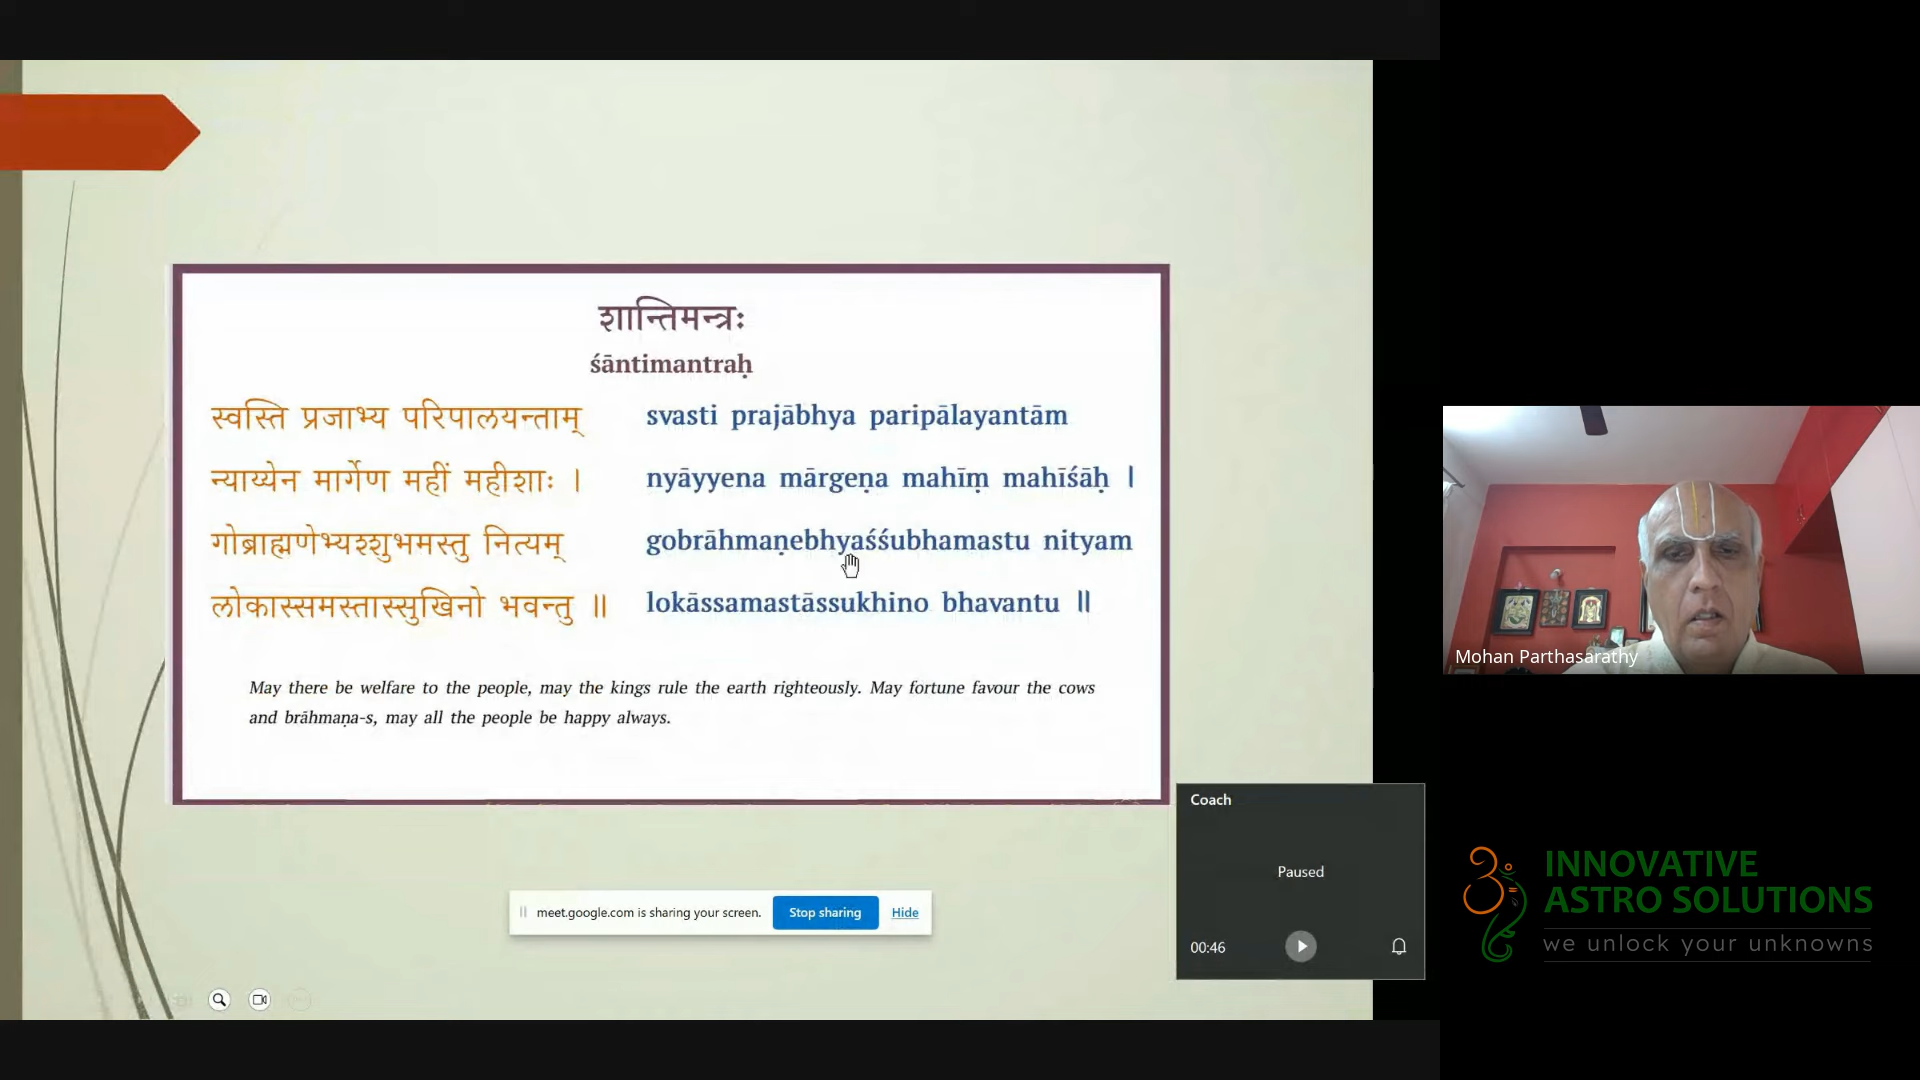 शान्तिमन्त्रः
śāntimantraḥ
स्वस्ति प्रजाभ्य परिपालयन्ताम्
svasti prajābhya paripālayantām
न्याय्येन मार्गेण महीं महीशाः ।
nyāyyena mārgeṇa mahīṃ mahīśāḥ ।
गोब्राह्मणेभ्यश्शुभमस्तु नित्यम्
gobrāhmaṇebhyaśśubhamastu nityam
लोकास्समस्तास्सुखिनो भवन्तु ॥
lokāssamastāssukhino bhavantu ॥
May there be welfare to the people, may the kings rule the earth righteously. May fortune favour the cows
and brāhmaṇa-s, may all the people be happy always.
Mohan Parthasarathy
Coach
Paused
00:46
meet.google.com is sharing your screen.
Stop sharing
Hide
INNOVATIVE
ASTRO SOLUTIONS
we unlock your unknowns